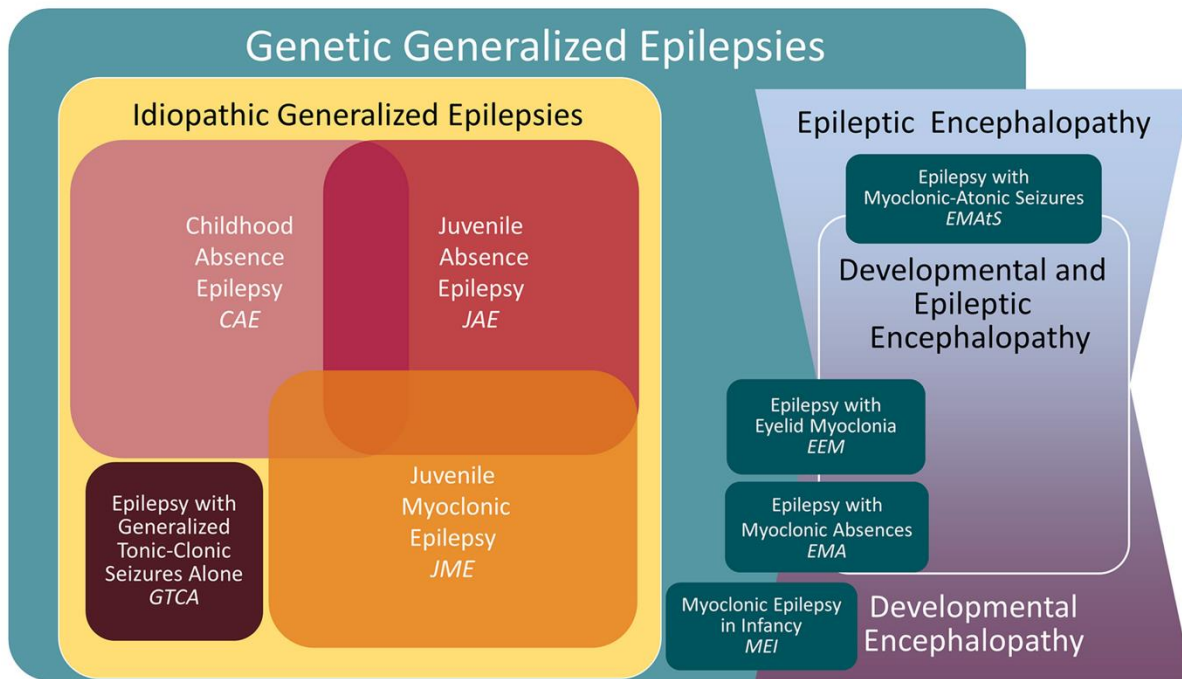 Genetic Generalized Epilepsies
Idiopathic Generalized Epilepsies
Childhood
Absence
Epilepsy
CAE
Juvenile
Absence
Epilepsy
JAE
Epilepsy with
Generalized
Tonic-Clonic
Seizures Alone
GTCA
Juvenile
Myoclonic
Epilepsy
JME
Epileptic Encephalopathy
Epilepsy with
Myoclonic-Atonic Seizures
EMAtS
Developmental and
Epileptic
Encephalopathy
Epilepsy with
Eyelid Myoclonia
EEM
Epilepsy with
Myoclonic Absences
EMA
Myoclonic Epilepsy
in Infancy
MEI
Developmental
Encephalopathy